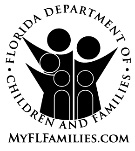 • FLORIDA DEPARTMENT OF •
CHILDREN AND FAMILIES
MYFLFAMILIES.COM